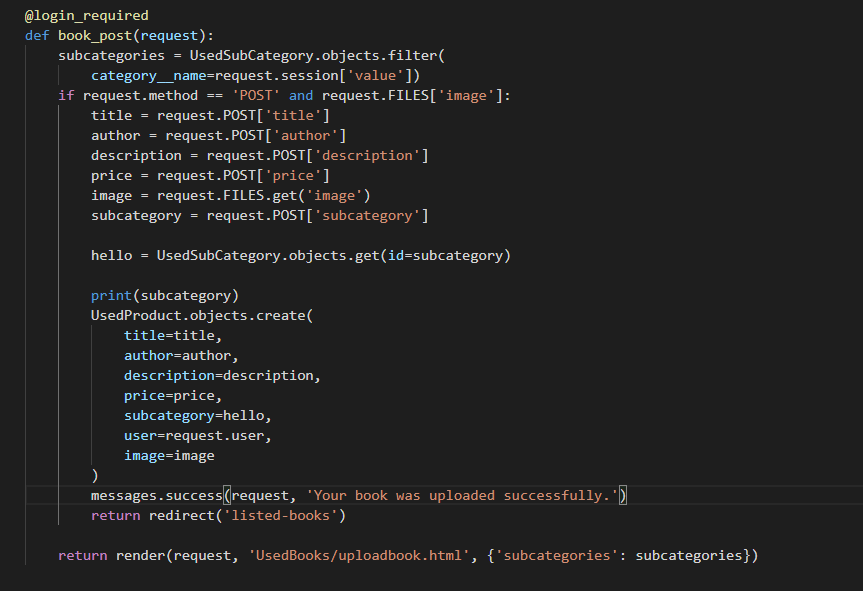 @login_required
def book_post(request):
    subcategories = UsedSubCategory.objects.filter(
        category__name=request.session['value'])
    if request.method == 'POST' and request.FILES['image']:
        title = request.POST['title']
        author = request.POST['author']
        description = request.POST['description']
        price = request.POST['price']
        image = request.FILES.get('image')
        subcategory = request.POST['subcategory']

        hello = UsedSubCategory.objects.get(id=subcategory)

        print(subcategory)
        UsedProduct.objects.create(
            title=title,
            author=author,
            description=description,
            price=price,
            subcategory=hello,
            user=request.user,
            image=image
        )
        messages.success(request, 'Your book was uploaded successfully.')
        return redirect('listed-books')

    return render(request, 'UsedBooks/uploadbook.html', {'subcategories': subcategories})